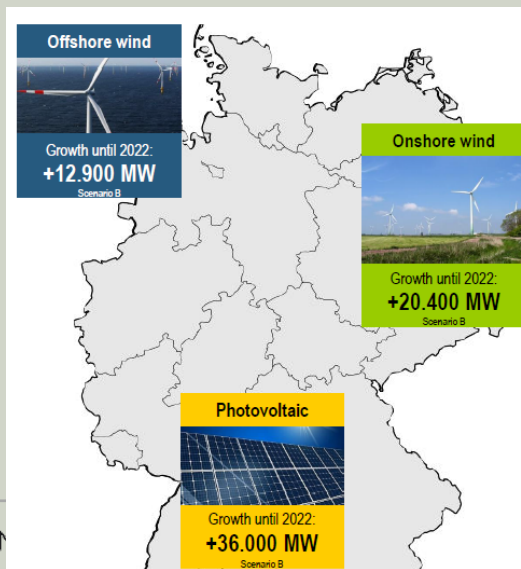 Offshore wind
Growth until 2022:
+12.900 MW
Scenario B
Onshore wind
Growth until 2022:
+20.400 MW
Scenario B
Photovoltaic
Growth until 2022:
+36.000 MW
Scenario B